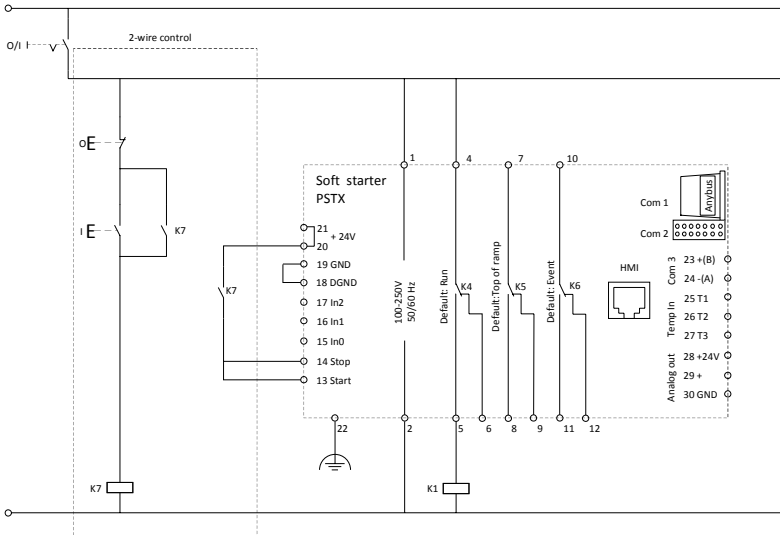 2-wire control
O/I
O
I
K7
K7
K7
Soft starter
PSTX
21
+ 24V
20
19 GND
18 DGND
17 In2
16 In1
15 In0
14 Stop
13 Start
22
1
100-250V
50/60 Hz
2
4
Default: Run
K4
5
6
7
Default:Top of ramp
K5
8
9
10
Default: Event
K6
11
12
K1
HMI
Com 1
Anybus
Com 2
Com 3
23 +(B)
24 -(A)
Temp In
25 T1
26 T2
27 T3
Analog out
28 +24V
29 +
30 GND